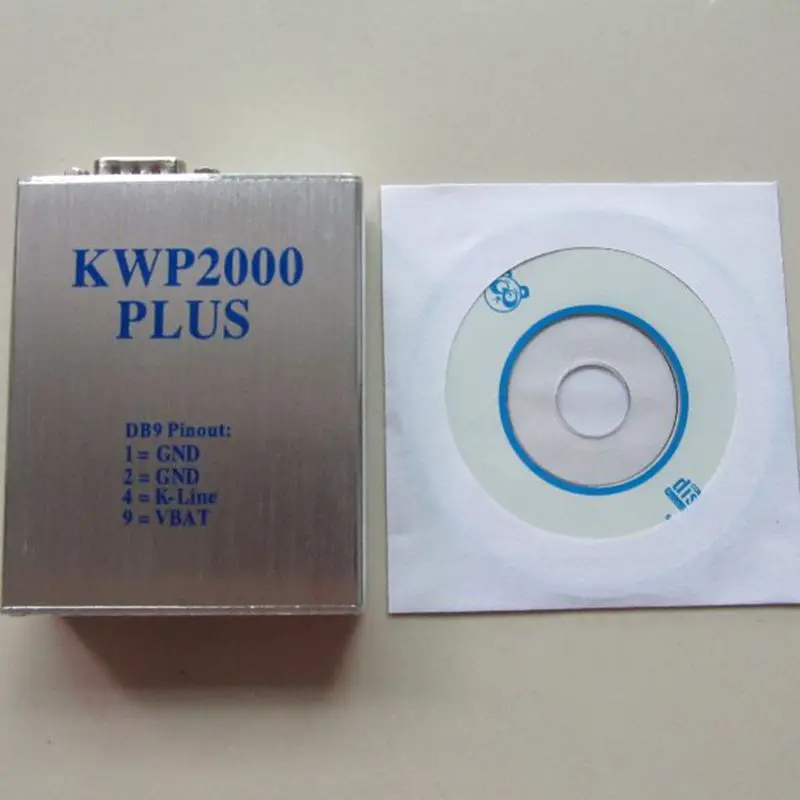 KWP2000
PLUS
DB9 Pinout:
1 = GND
2 = GND
4 = K-Line
9 = VBAT